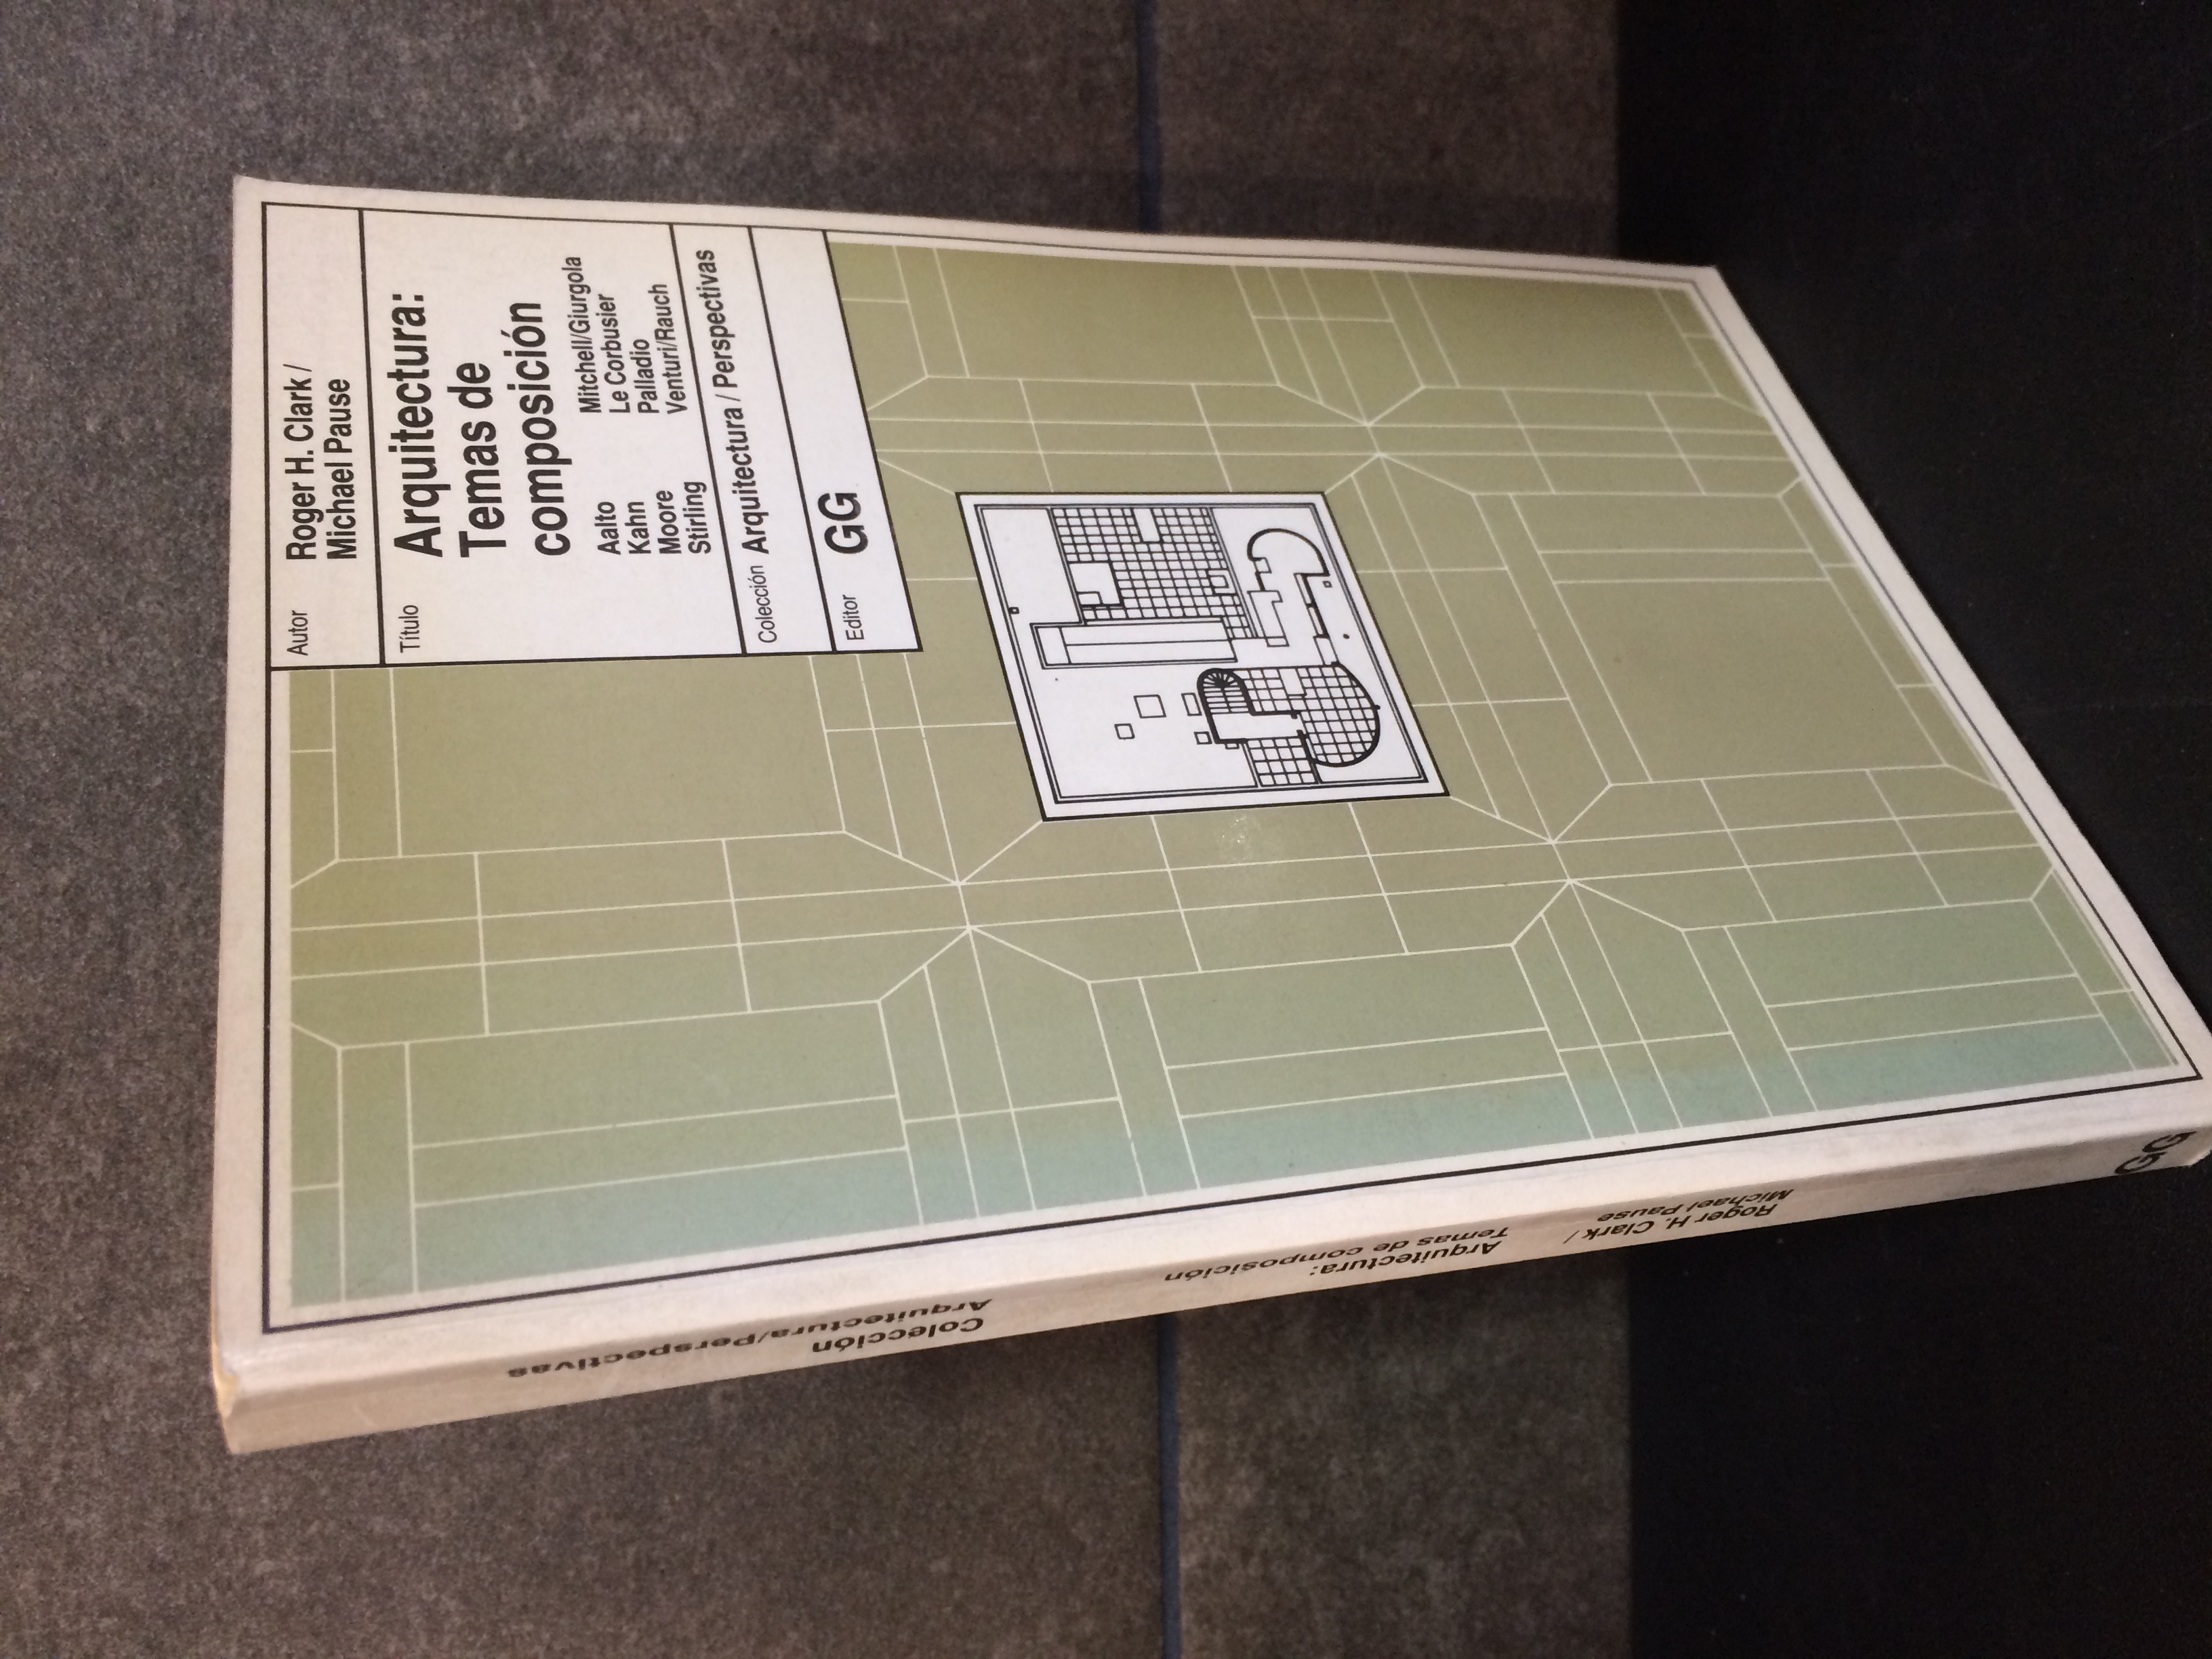 Autor
Roger H. Clark /
Michael Pause
Título
Arquitectura:
Temas de
composición
Aalto
Kahn
Moore
Stirling
Mitchell/Giurgola
Le Corbusier
Palladio
Venturi/Rauch
Colección Arquitectura / Perspectivas
Editor GG
GG
Roger H. Clark /
Michael Pause
Arquitectura:
Temas de composición
Colección
Arquitectura/Perspectivas